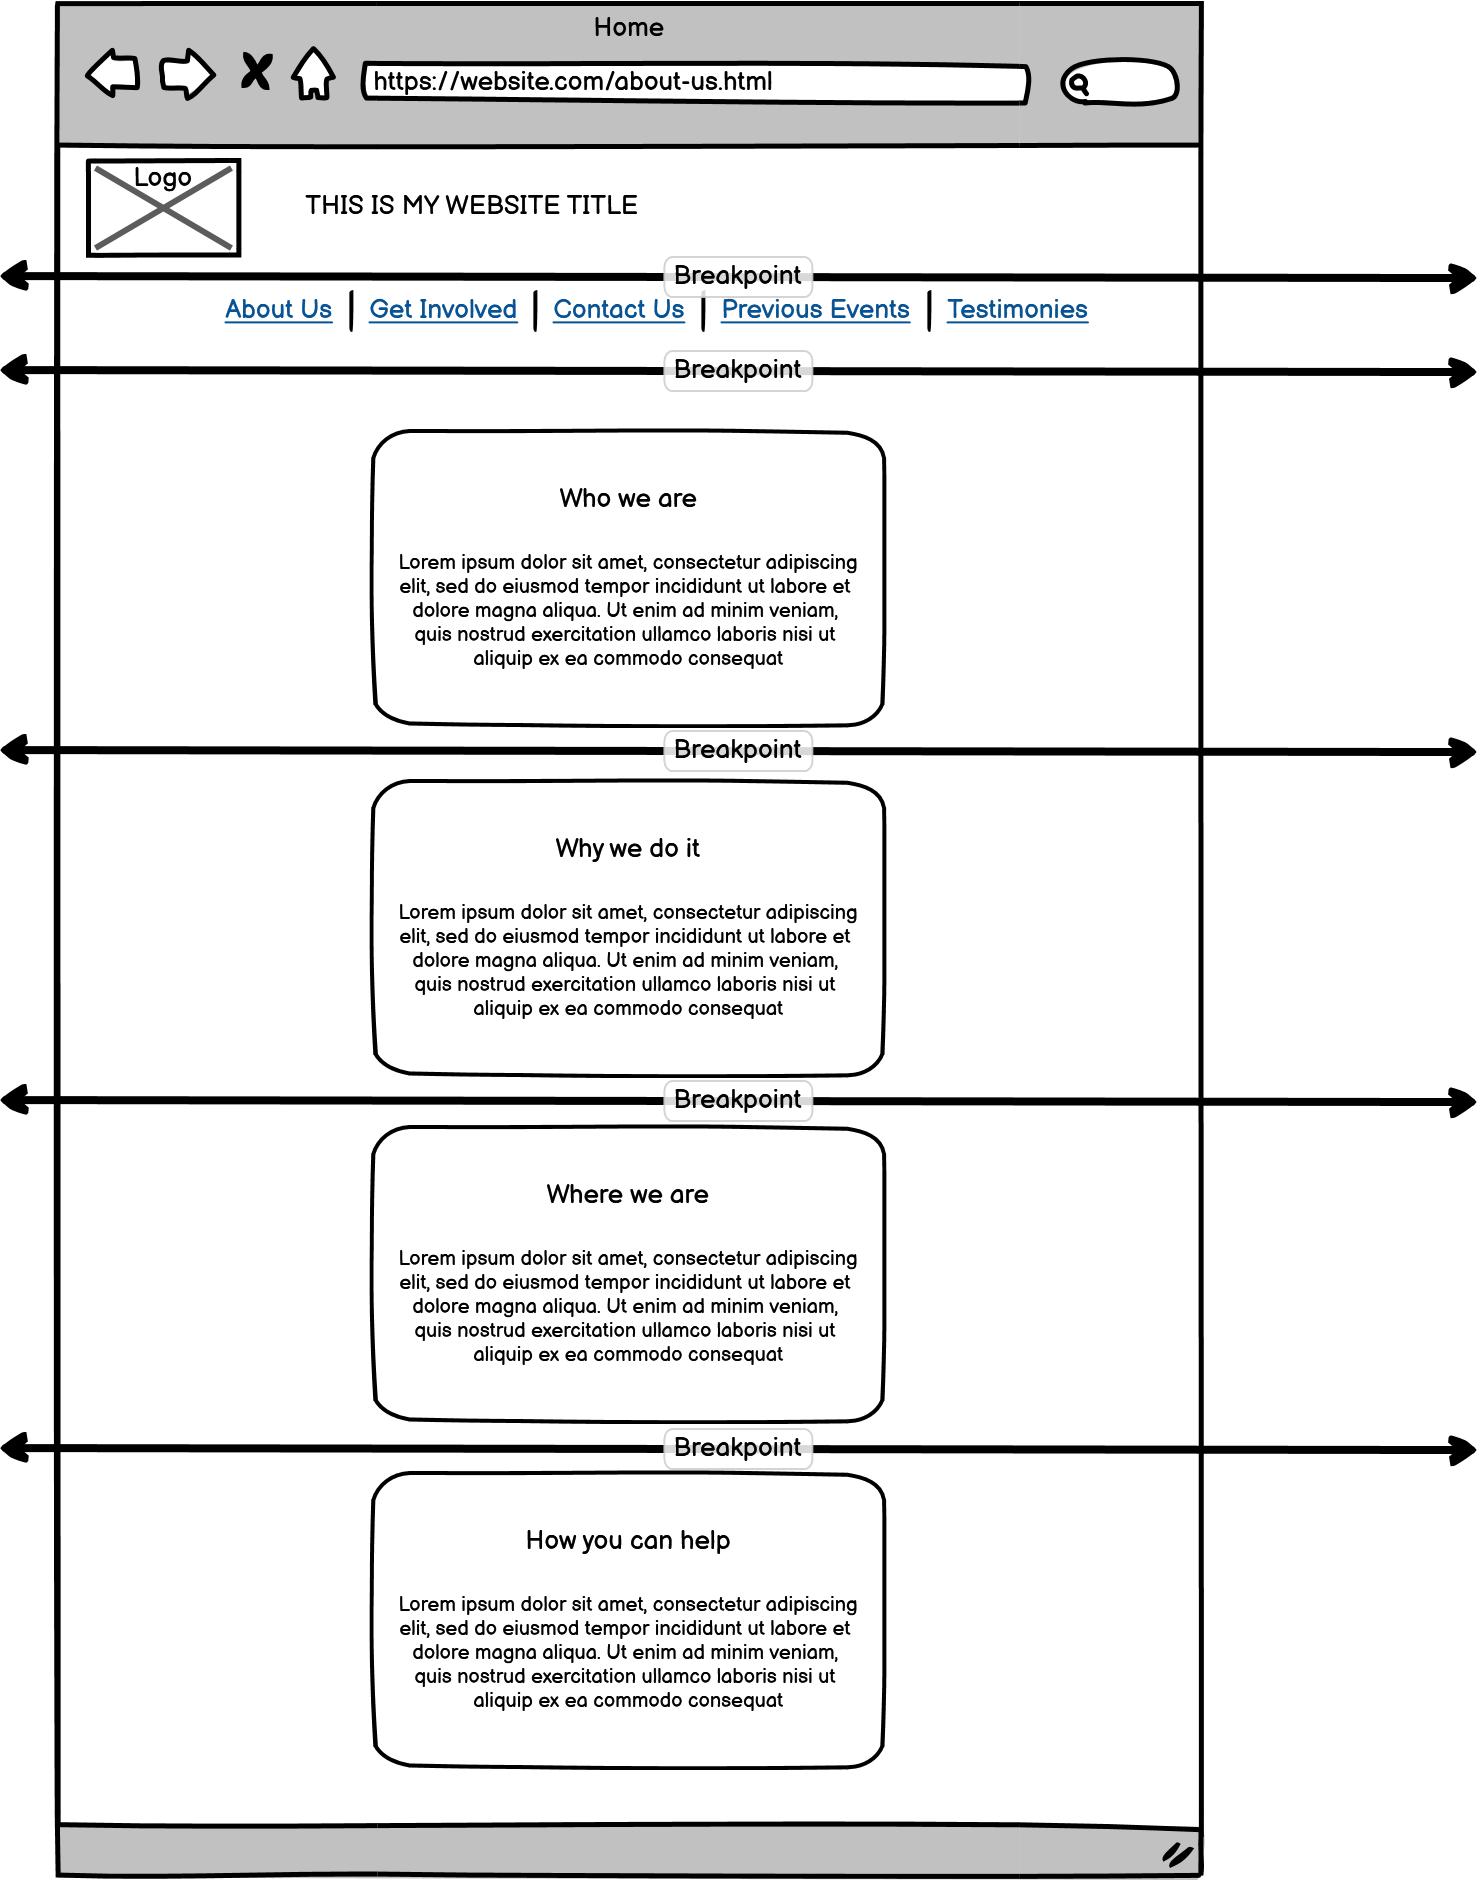 Home
https://website.com/about-us.html
Logo
THIS IS MY WEBSITE TITLE
Breakpoint
About Us | Get Involved | Contact Us | Previous Events | Testimonies
Breakpoint
Who we are
Lorem ipsum dolor sit amet, consectetur adipiscing
elit, sed do eiusmod tempor incididunt ut labore et
dolore magna aliqua. Ut enim ad minim veniam,
quis nostrud exercitation ullamco laboris nisi ut
aliquip ex ea commodo consequat
Breakpoint
Why we do it
Lorem ipsum dolor sit amet, consectetur adipiscing
elit, sed do eiusmod tempor incididunt ut labore et
dolore magna aliqua. Ut enim ad minim veniam,
quis nostrud exercitation ullamco laboris nisi ut
aliquip ex ea commodo consequat
Breakpoint
Where we are
Lorem ipsum dolor sit amet, consectetur adipiscing
elit, sed do eiusmod tempor incididunt ut labore et
dolore magna aliqua. Ut enim ad minim veniam,
quis nostrud exercitation ullamco laboris nisi ut
aliquip ex ea commodo consequat
Breakpoint
How you can help
Lorem ipsum dolor sit amet, consectetur adipiscing
elit, sed do eiusmod tempor incididunt ut labore et
dolore magna aliqua. Ut enim ad minim veniam,
quis nostrud exercitation ullamco laboris nisi ut
aliquip ex ea commodo consequat